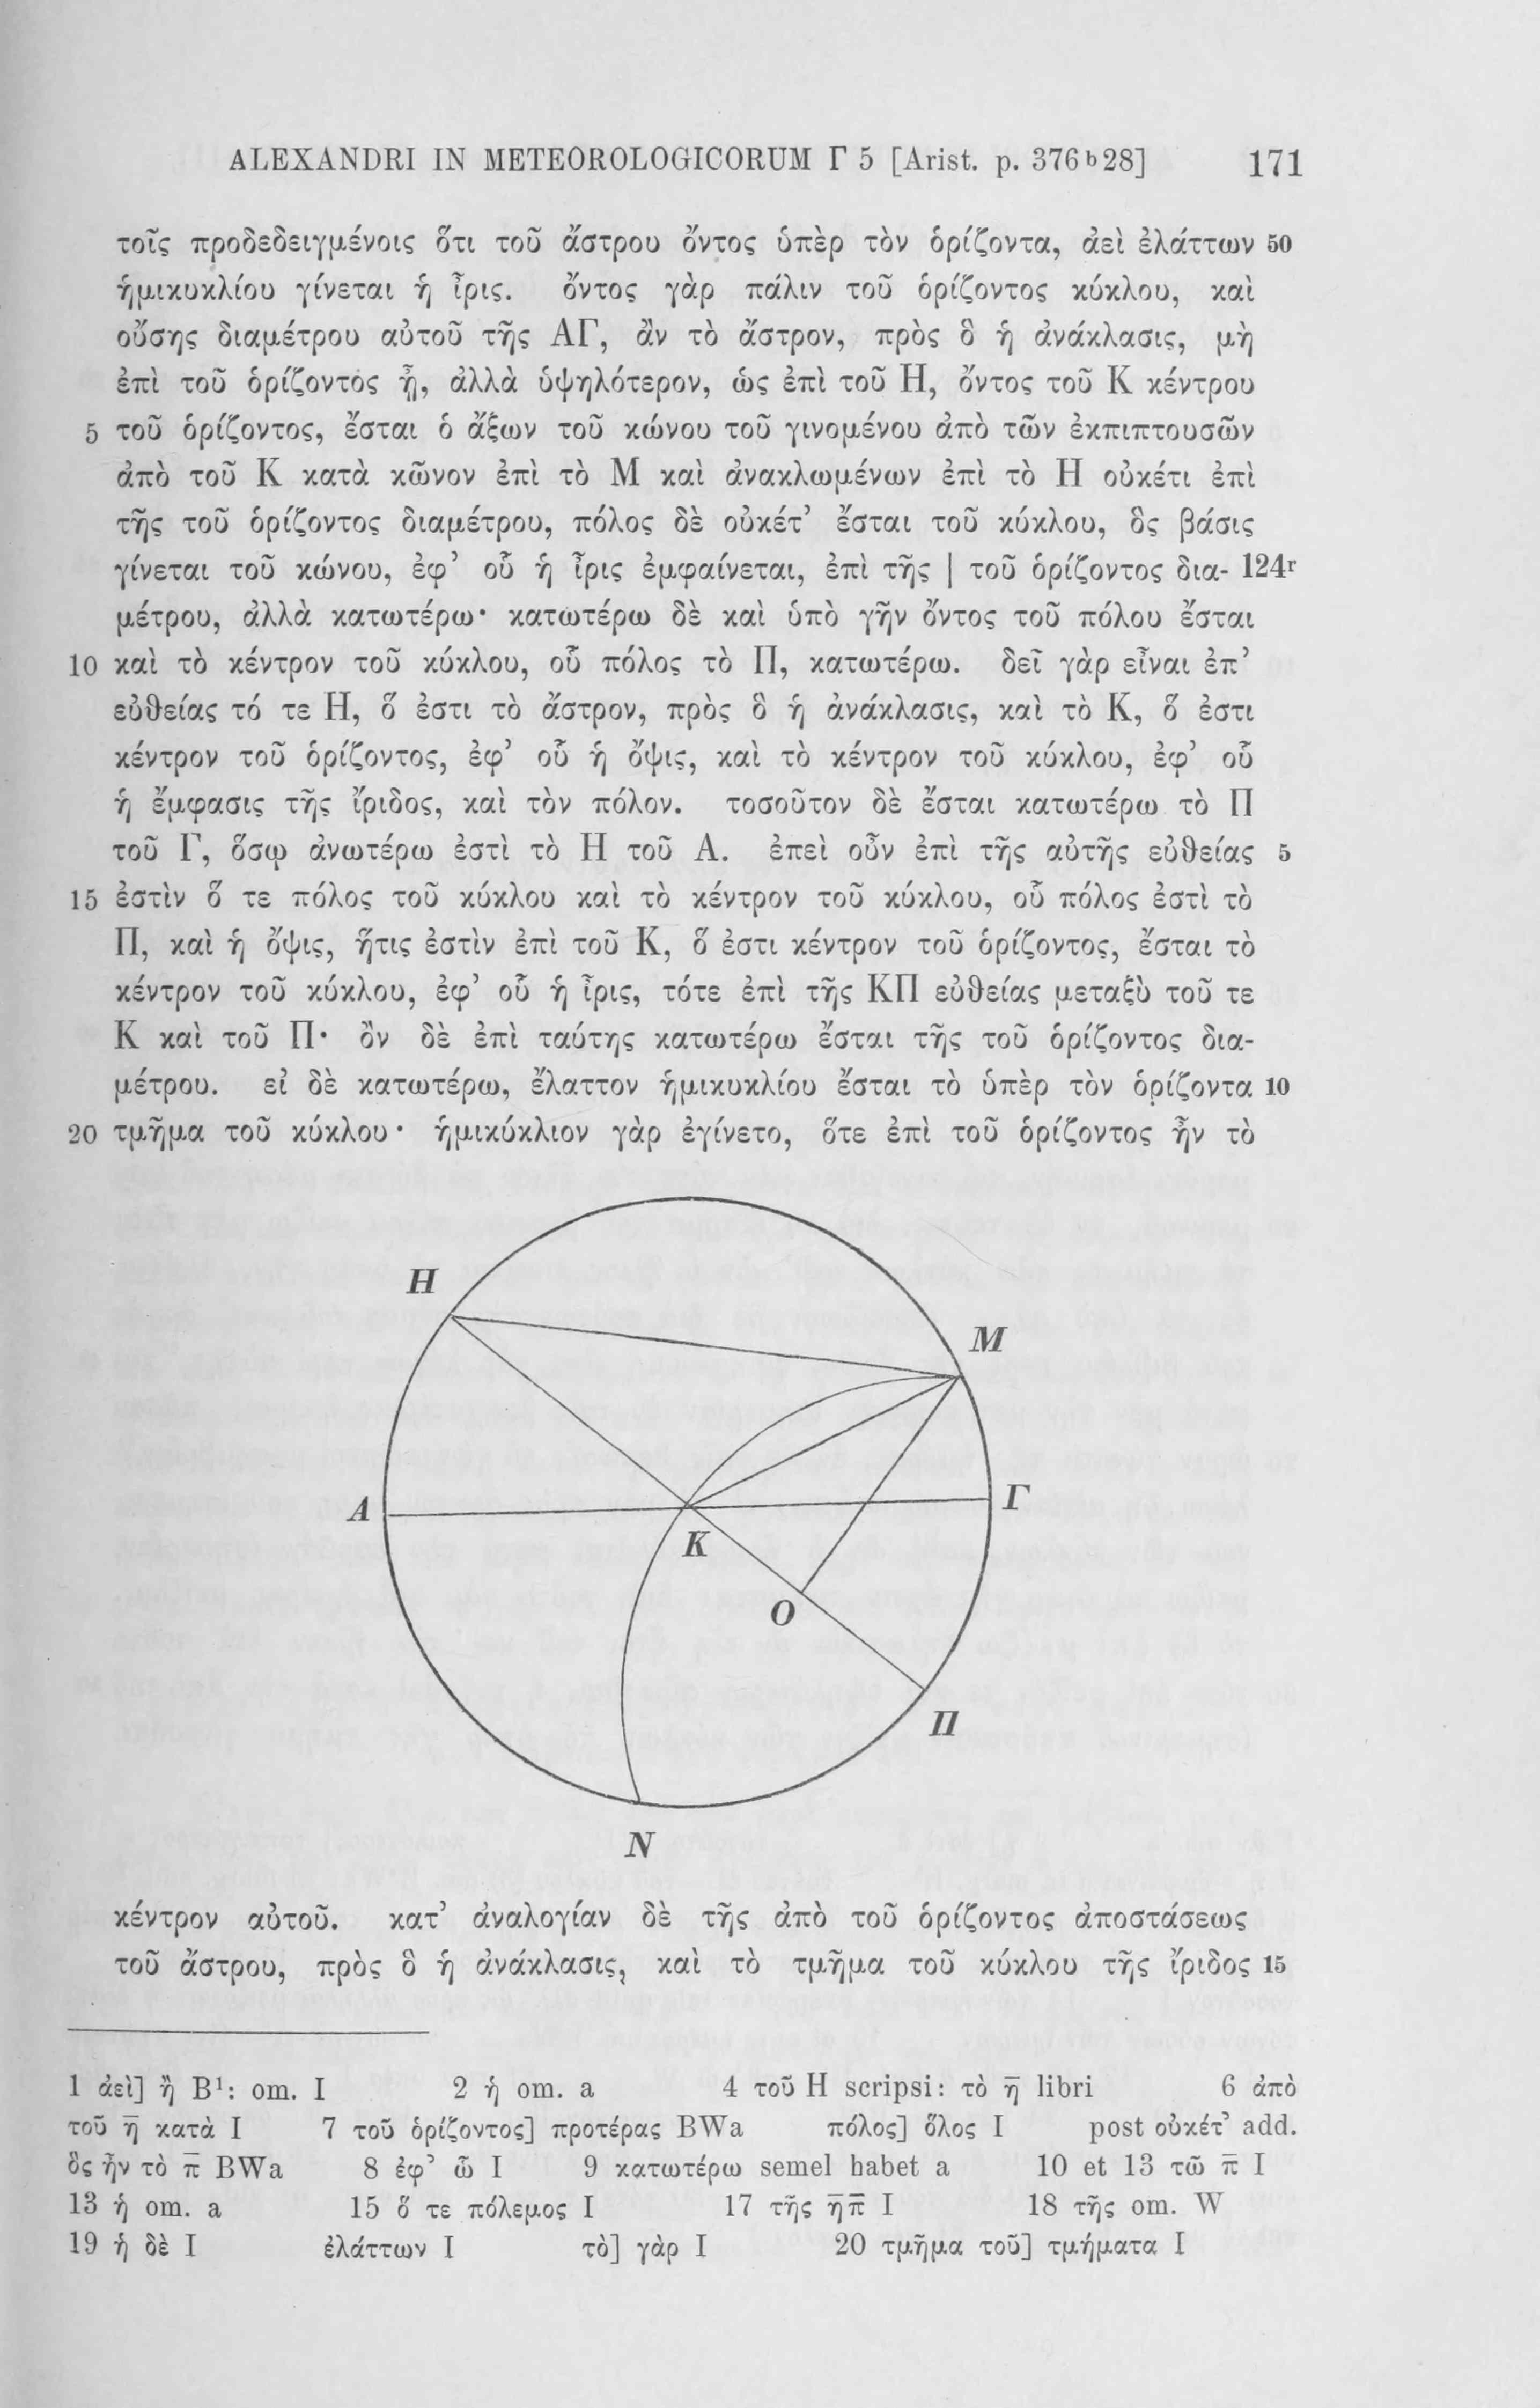 ALEXANDRI IN METEOROLOGICORUM Γ 5 [Arist. p. 376ᵇ28] 171
τοῖς προδεδειγμένοις ὅτι τοῦ ἄστρου ὄντος ὑπὲρ τὸν ὁρίζοντα, ἀεὶ ἐλάττων 50
ἡμικυκλίου γίνεται ἡ ἶρις. ὄντος γὰρ πάλιν τοῦ ὁρίζοντος κύκλου, καὶ
οὔσης διαμέτρου αὐτοῦ τῆς ΑΓ, ἂν τὸ ἄστρον, πρὸς ὃ ἡ ἀνάκλασις, μὴ
ἐπὶ τοῦ ὁρίζοντος ᾖ, ἀλλὰ ὑψηλότερον, ὡς ἐπὶ τοῦ Η, ὄντος τοῦ Κ κέντρου
5 τοῦ ὁρίζοντος, ἔσται ὁ ἄξων τοῦ κώνου τοῦ γινομένου ἀπὸ τῶν ἐκπιπτουσῶν
ἀπὸ τοῦ Κ κατὰ κῶνον ἐπὶ τὸ Μ καὶ ἀνακλωμένων ἐπὶ τὸ Η οὐκέτι ἐπὶ
τῆς τοῦ ὁρίζοντος διαμέτρου, πόλος δὲ οὐκέτ’ ἔσται τοῦ κύκλου, ὃς βάσις
γίνεται τοῦ κώνου, ἐφ’ οὗ ἡ ἶρις ἐμφαίνεται, ἐπὶ τῆς | τοῦ ὁρίζοντος δια- 124ʳ
μέτρου, ἀλλὰ κατωτέρω· κατωτέρω δὲ καὶ ὑπὸ γῆν ὄντος τοῦ πόλου ἔσται
10 καὶ τὸ κέντρον τοῦ κύκλου, οὗ πόλος τὸ Π, κατωτέρω. δεῖ γὰρ εἶναι ἐπ’
εὐθείας τό τε Η, ὅ ἐστι τὸ ἄστρον, πρὸς ὃ ἡ ἀνάκλασις, καὶ τὸ Κ, ὅ ἐστι
κέντρον τοῦ ὁρίζοντος, ἐφ’ οὗ ἡ ὄψις, καὶ τὸ κέντρον τοῦ κύκλου, ἐφ’ οὗ
ἡ ἔμφασις τῆς ἴριδος, καὶ τὸν πόλον. τοσοῦτον δὲ ἔσται κατωτέρω τὸ Π
τοῦ Γ, ὅσῳ ἀνωτέρω ἐστὶ τὸ Η τοῦ Α. ἐπεὶ οὖν ἐπὶ τῆς αὐτῆς εὐθείας 5
15 ἐστὶν ὅ τε πόλος τοῦ κύκλου καὶ τὸ κέντρον τοῦ κύκλου, οὗ πόλος ἐστὶ τὸ
Π, καὶ ἡ ὄψις, ἥτις ἐστὶν ἐπὶ τοῦ Κ, ὅ ἐστι κέντρον τοῦ ὁρίζοντος, ἔσται τὸ
κέντρον τοῦ κύκλου, ἐφ’ οὗ ἡ ἶρις, τότε ἐπὶ τῆς ΚΠ εὐθείας μεταξὺ τοῦ τε
Κ καὶ τοῦ Π· ὂν δὲ ἐπὶ ταύτης κατωτέρω ἔσται τῆς τοῦ ὁρίζοντος δια-
μέτρου. εἰ δὲ κατωτέρω, ἔλαττον ἡμικυκλίου ἔσται τὸ ὑπὲρ τὸν ὁρίζοντα 10
20 τμῆμα τοῦ κύκλου· ἡμικύκλιον γὰρ ἐγίνετο, ὅτε ἐπὶ τοῦ ὁρίζοντος ἦν τὸ
Η
Μ
Α
Γ
Κ
Ο
Π
Ν
κέντρον αὐτοῦ. κατ’ ἀναλογίαν δὲ τῆς ἀπὸ τοῦ ὁρίζοντος ἀποστάσεως
τοῦ ἄστρου, πρὸς ὃ ἡ ἀνάκλασις, καὶ τὸ τμῆμα τοῦ κύκλου τῆς ἴριδος 15
1 ἀεὶ] ἢ B¹: om. I 2 ἡ om. a 4 τοῦ Η scripsi: τὸ η̄ libri 6 ἀπὸ
τοῦ η̄ κατὰ I 7 τοῦ ὁρίζοντος] προτέρας BWa πόλος] ὅλος I post οὐκέτ’ add.
ὃς ἦν τὸ π̄ BWa 8 ἐφ’ ὧ I 9 κατωτέρω semel habet a 10 et 13 τῶ π̄ I
13 ἡ om. a 15 ὅ τε πόλεμος I 17 τῆς η̄π̄ I 18 τῆς om. W
19 ἡ δὲ I ἐλάττων I τὸ] γὰρ I 20 τμῆμα τοῦ] τμήματα I